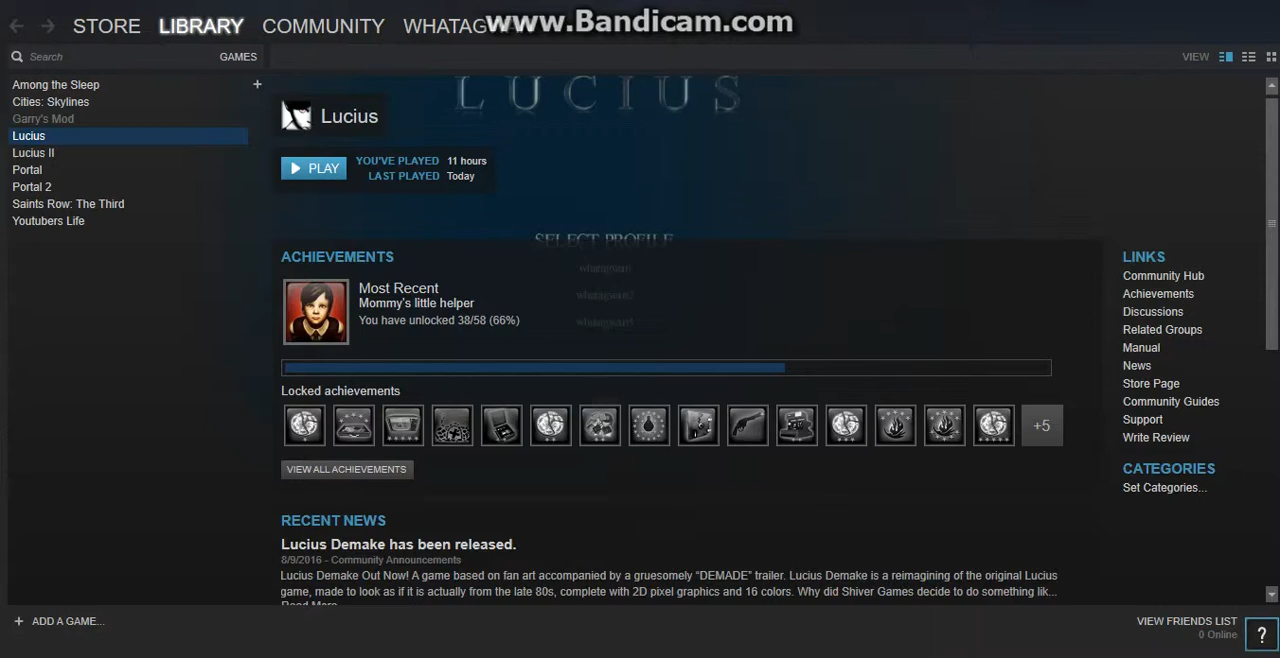 STORE LIBRARY COMMUNITY
www.Bandicam.com
Search GAMES VIEW
Among the Sleep
Cities: Skylines
Garry's Mod
Lucius
Lucius II
Portal
Portal 2
Saints Row: The Third
Youtubers Life
LUCIUS
Lucius
PLAY
YOU'VE PLAYED 11 hours
LAST PLAYED Today
SELECT PROFILE
ACHIEVEMENTS
Most Recent
Mommy's little helper
You have unlocked 38/58 (66%)
Locked achievements
+5
VIEW ALL ACHIEVEMENTS
RECENT NEWS
Lucius Demake has been released.
8/9/2016 - Community Announcements
Lucius Demake Out Now! A game based on fan art accompanied by a gruesomely “DEMADE” trailer. Lucius Demake is a reimagining of the original Lucius
game, made to look as if it is actually from the late 80s, complete with 2D pixel graphics and 16 colors. Why did Shiver Games decide to do something lik...
Read More
LINKS
Community Hub
Achievements
Discussions
Related Groups
Manual
News
Store Page
Community Guides
Support
Write Review
CATEGORIES
Set Categories...
+ ADD A GAME...
VIEW FRIENDS LIST
0 Online
?